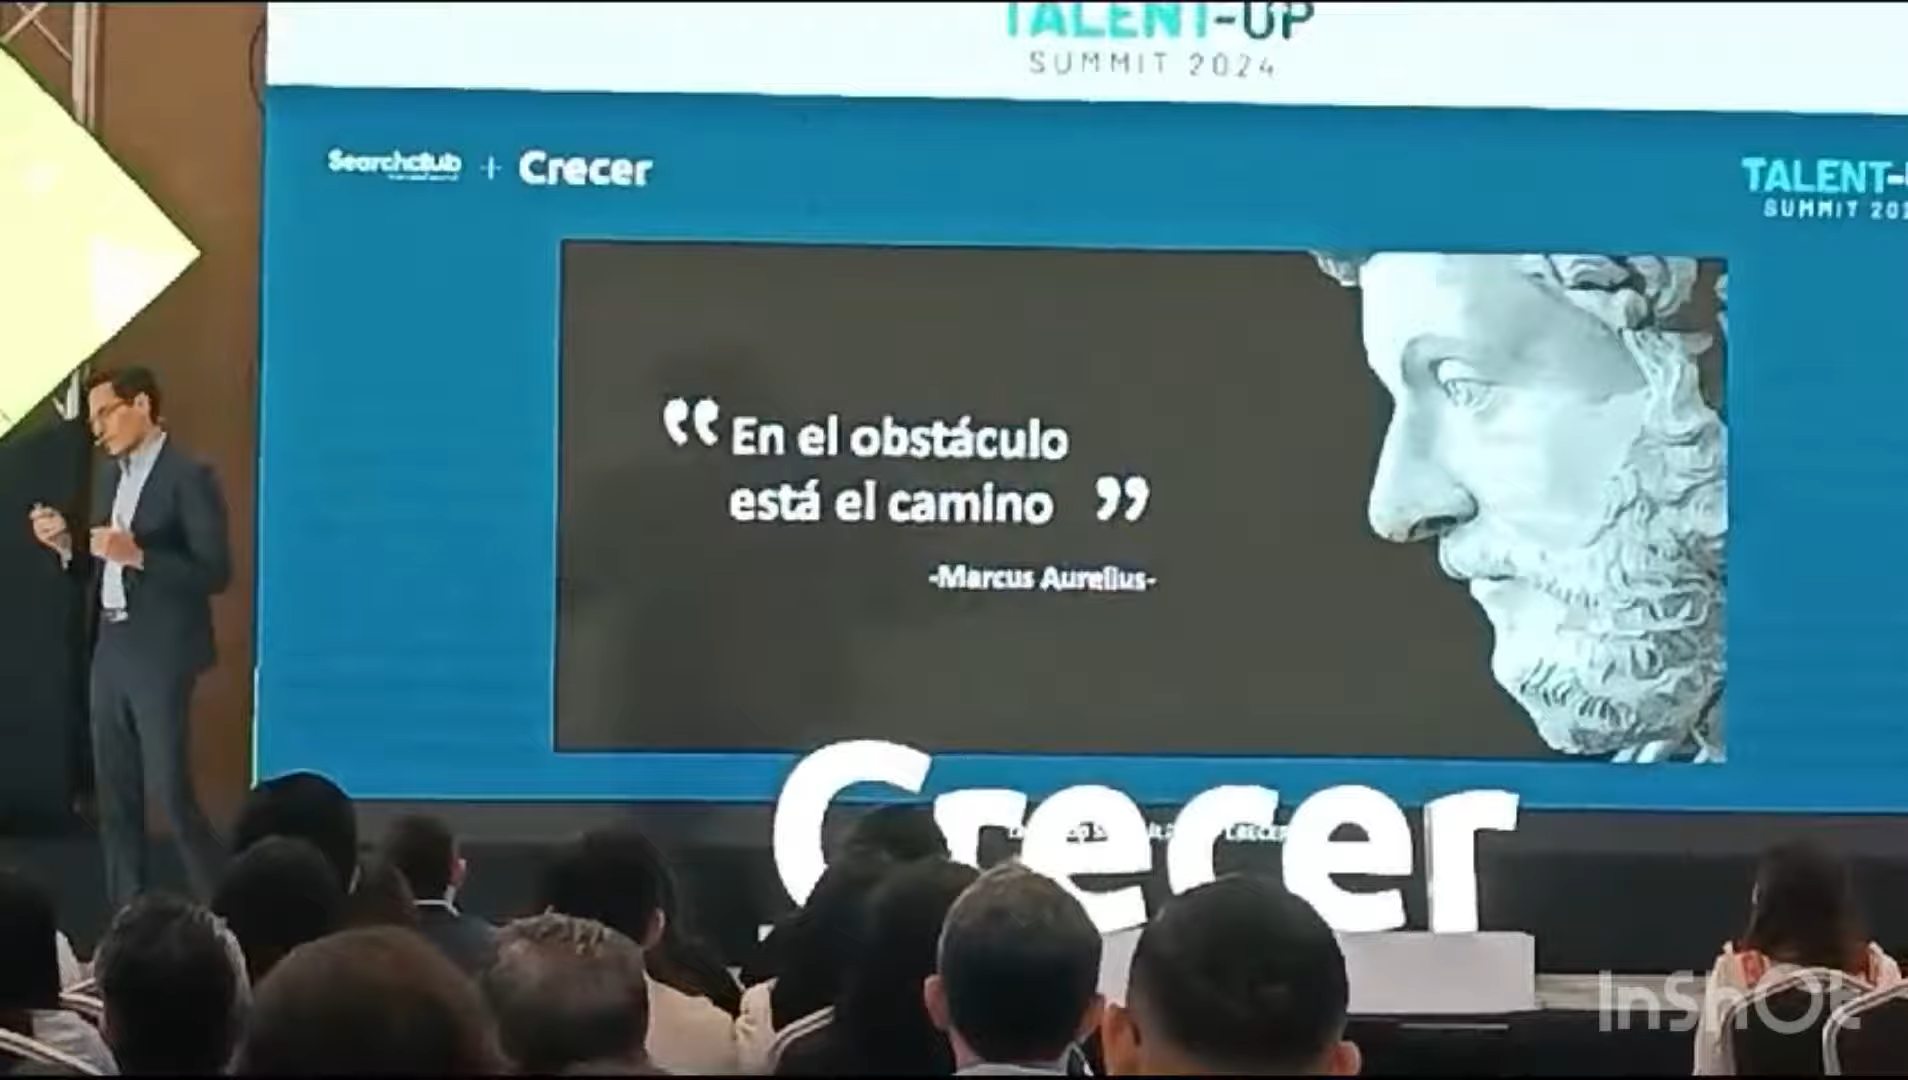 TALENT-UP
SUMMIT 2024
Searchclub + Crecer
TALENT-
SUMMIT 202
“En el obstáculo
está el camino”
-Marcus Aurelius-
Crecer
CRECER
InShOt